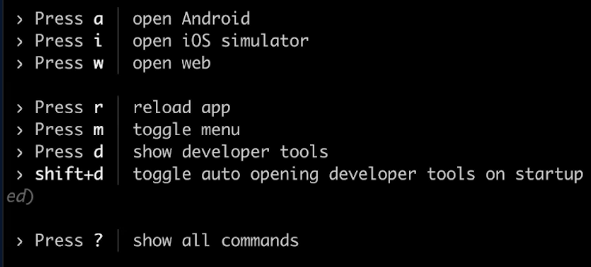 › Press a │ open Android
› Press i │ open iOS simulator
› Press w │ open web
› Press r │ reload app
› Press m │ toggle menu
› Press d │ show developer tools
› shift+d │ toggle auto opening developer tools on startup
ed)
› Press ? │ show all commands